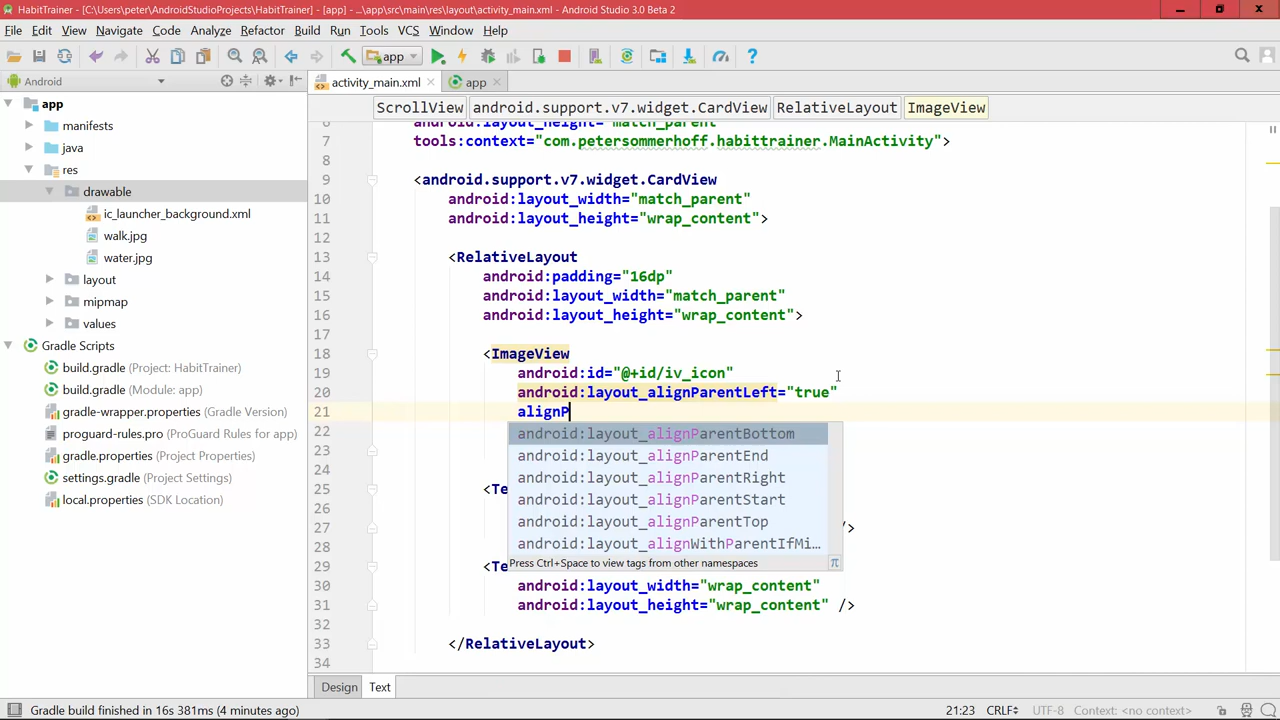 HabitTrainer - [C:\Users\peter\AndroidStudioProjects\HabitTrainer] - [app] - ...\app\src\main\res\layout\activity_main.xml - Android Studio 3.0 Beta 2
File Edit View Navigate Code Analyze Refactor Build Run Tools VCS Window Help
app
Android
activity_main.xml
app
ScrollView android.support.v7.widget.CardView RelativeLayout ImageView
app
manifests
java
res
drawable
ic_launcher_background.xml
walk.jpg
water.jpg
layout
mipmap
values
Gradle Scripts
build.gradle (Project: HabitTrainer)
build.gradle (Module: app)
gradle-wrapper.properties (Gradle Version)
proguard-rules.pro (ProGuard Rules for app)
gradle.properties (Project Properties)
settings.gradle (Project Settings)
local.properties (SDK Location)
6 android:layout_height="match_parent"
7 tools:context="com.petersommerhoff.habittrainer.MainActivity">
8
9 <android.support.v7.widget.CardView
10 android:layout_width="match_parent"
11 android:layout_height="wrap_content">
12
13 <RelativeLayout
14 android:padding="16dp"
15 android:layout_width="match_parent"
16 android:layout_height="wrap_content">
17
18 <ImageView
19 android:id="@+id/iv_icon"
20 android:layout_alignParentLeft="true"
21 alignP
22 android:layout_alignParentBottom
23 android:layout_alignParentEnd
android:layout_alignParentRight
24
25 <Te android:layout_alignParentStart
26 android:layout_alignParentTop
27 />
28 android:layout_alignWithParentIfMi...
29 <Te Press Ctrl+Space to view tags from other namespaces π
30 android:layout_width="wrap_content"
31 android:layout_height="wrap_content" />
32
33 </RelativeLayout>
34
Design Text
Gradle build finished in 16s 381ms (4 minutes ago)
21:23 CRLF UTF-8 Context: <no context>